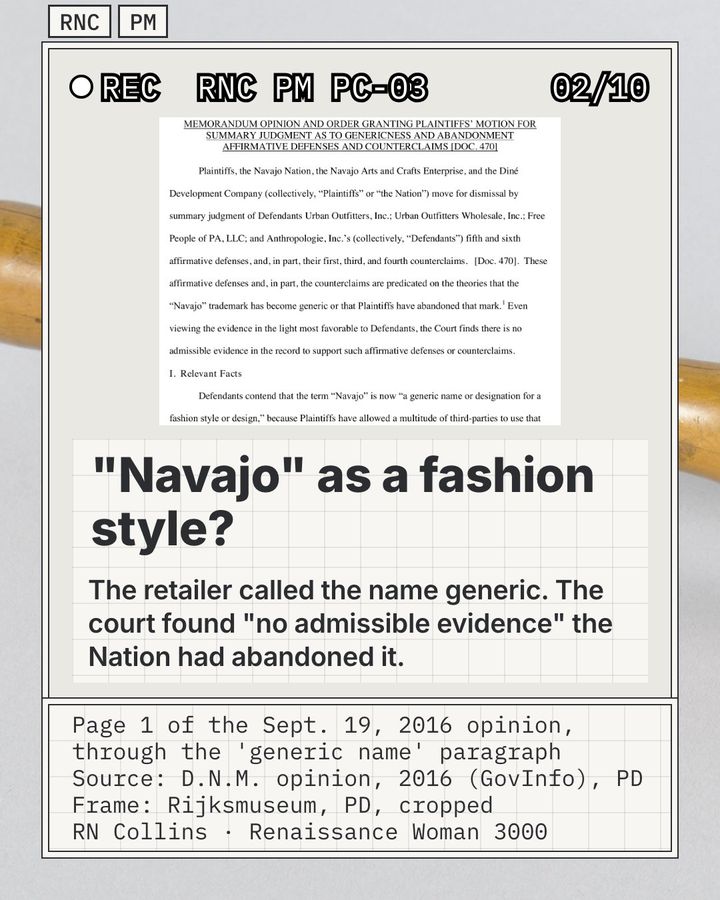 RNC PM
REC RNC PM PC-03 02/10
MEMORANDUM OPINION AND ORDER GRANTING PLAINTIFFS' MOTION FOR
SUMMARY JUDGMENT AS TO GENERICNESS AND ABANDONMENT
AFFIRMATIVE DEFENSES AND COUNTERCLAIMS [DOC. 470]
Plaintiffs, the Navajo Nation, the Navajo Arts and Crafts Enterprise, and the Diné
Development Company (collectively, “Plaintiffs” or “the Nation”) move for dismissal by
summary judgment of Defendants Urban Outfitters, Inc.; Urban Outfitters Wholesale, Inc.; Free
People of PA, LLC; and Anthropologie, Inc.'s (collectively, “Defendants”) fifth and sixth
affirmative defenses, and, in part, their first, third, and fourth counterclaims. [Doc. 470]. These
affirmative defenses and, in part, the counterclaims are predicated on the theories that the
“Navajo” trademark has become generic or that Plaintiffs have abandoned that mark.¹ Even
viewing the evidence in the light most favorable to Defendants, the Court finds there is no
admissible evidence in the record to support such affirmative defenses or counterclaims.
I. Relevant Facts
Defendants contend that the term “Navajo” is now “a generic name or designation for a
fashion style or design,” because Plaintiffs have allowed a multitude of third-parties to use that
"Navajo" as a fashion
style?
The retailer called the name generic. The
court found "no admissible evidence" the
Nation had abandoned it.
Page 1 of the Sept. 19, 2016 opinion,
through the 'generic name' paragraph
Source: D.N.M. opinion, 2016 (GovInfo), PD
Frame: Rijksmuseum, PD, cropped
RN Collins · Renaissance Woman 3000